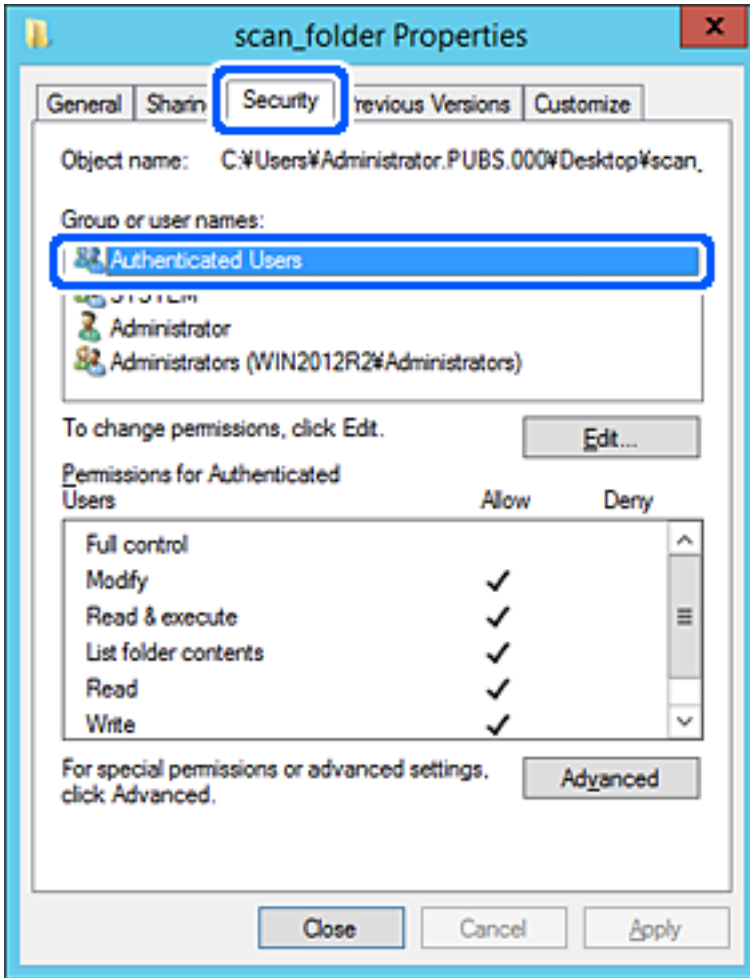 scan_folder Properties
x
General Sharin Security revious Versions Customize
Object name: C:¥Users¥Administrator.PUBS.000¥Desktop¥scan_
Group or user names:
Authenticated Users
SYSTEM
Administrator
Administrators (WIN2012R2¥Administrators)
To change permissions, click Edit.
Edit...
Permissions for Authenticated
Users Allow Deny
Full control
Modify
Read & execute
List folder contents
Read
Write
For special permissions or advanced settings,
click Advanced.
Advanced
Close Cancel Apply